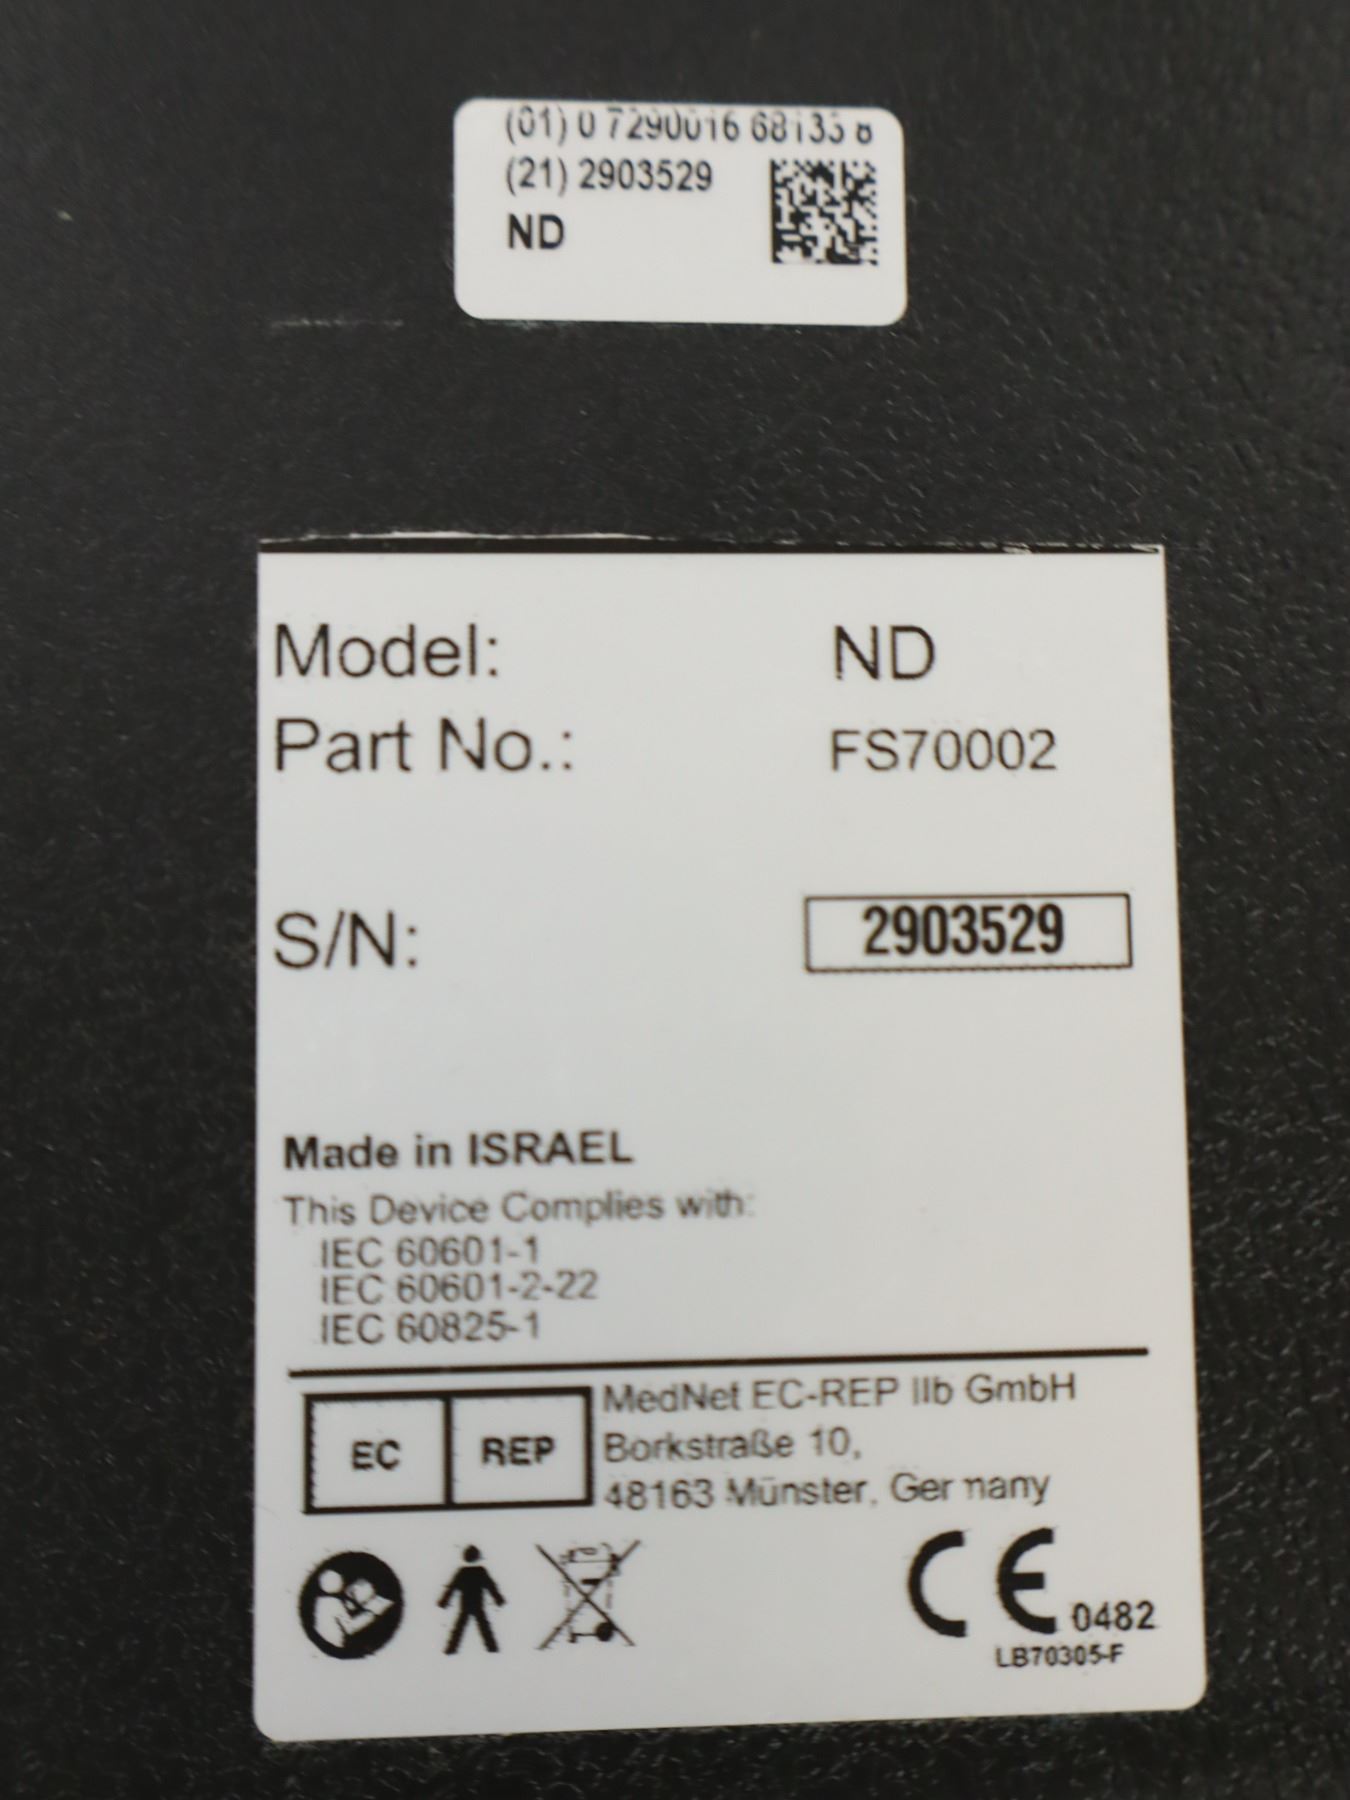 (01) 0 7290016 68133 8
(21) 2903529
ND
Model: ND
Part No.: FS70002
S/N: 2903529
Made in ISRAEL
This Device Complies with:
IEC 60601-1
IEC 60601-2-22
IEC 60825-1
EC REP
MedNet EC-REP IIb GmbH
Borkstraße 10,
48163 Münster, Germany
CE 0482
LB70305-F